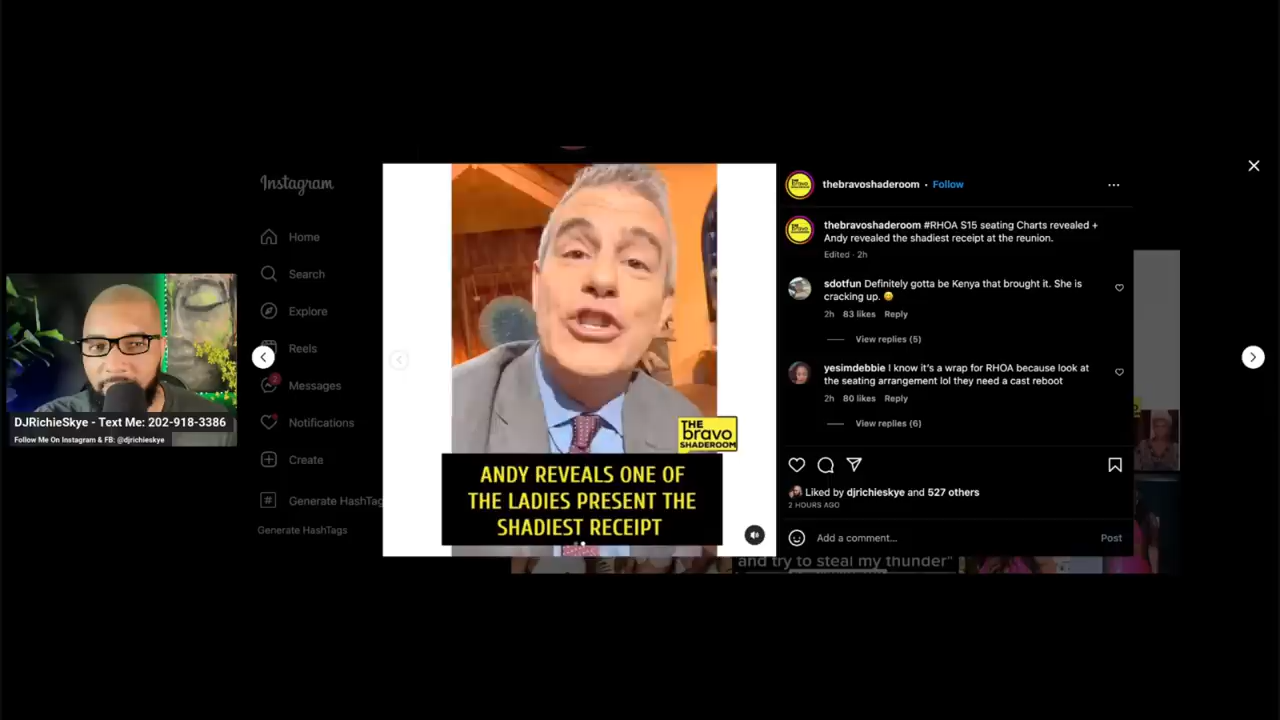 Instagram
Home
Search
Explore
Reels
Messages
Notifications
Create
# Generate HashTag
Generate HashTags
DJRichieSkye - Text Me: 202-918-3386
Follow Me On Instagram & FB: @djrichieskye
THE
bravo
SHADEROOM
ANDY REVEALS ONE OF
THE LADIES PRESENT THE
SHADIEST RECEIPT
thebravoshaderoom • Follow
thebravoshaderoom #RHOA S15 seating Charts revealed +
Andy revealed the shadiest receipt at the reunion.
Edited · 2h
sdotfun Definitely gotta be Kenya that brought it. She is
cracking up. 😄
2h 83 likes Reply
View replies (5)
yesimdebbie I know it's a wrap for RHOA because look at
the seating arrangement lol they need a cast reboot
2h 80 likes Reply
View replies (6)
Liked by djrichieskye and 527 others
2 HOURS AGO
Add a comment...
Post
and try to steal my thunder"